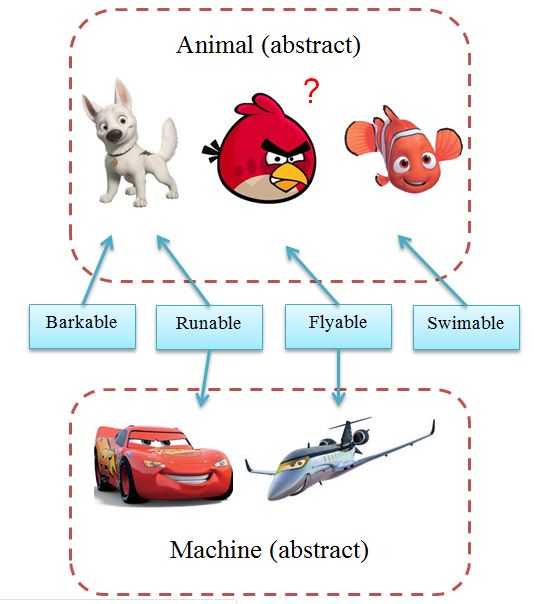 Animal (abstract)
?
Barkable
Runable
Flyable
Swimable
Machine (abstract)